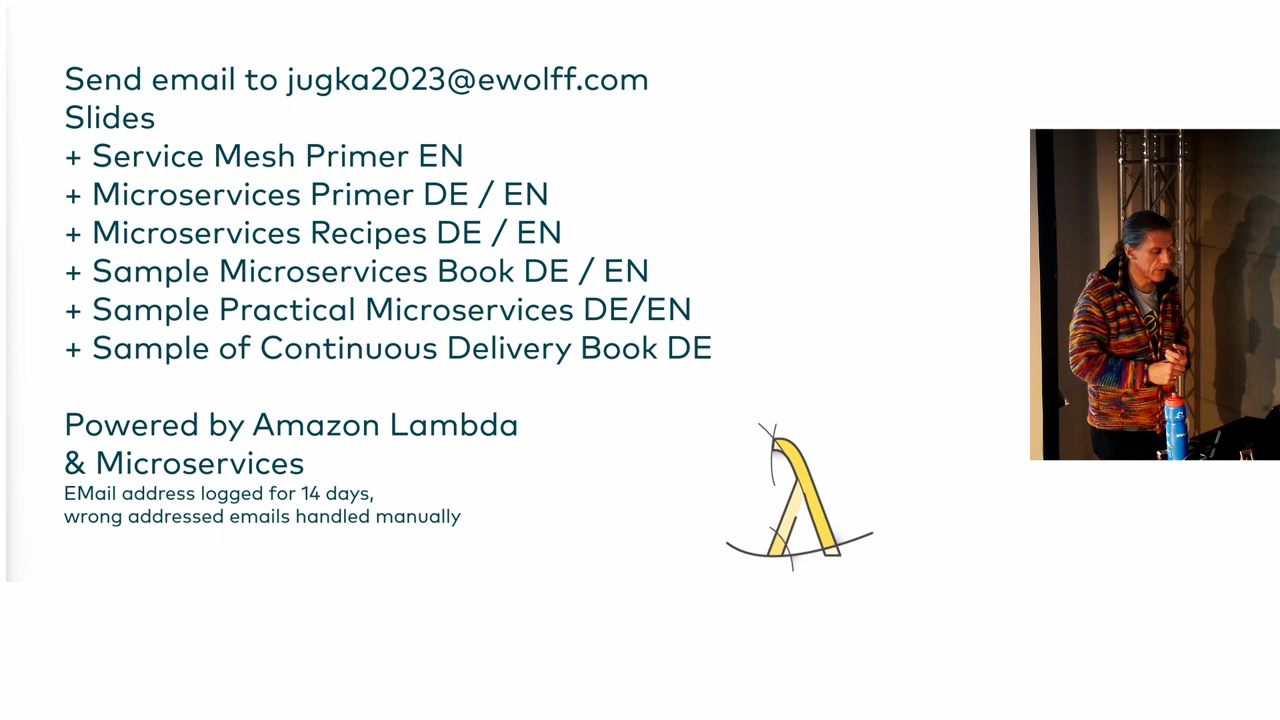 Send email to jugka2023@ewolff.com
Slides
+ Service Mesh Primer EN
+ Microservices Primer DE / EN
+ Microservices Recipes DE / EN
+ Sample Microservices Book DE / EN
+ Sample Practical Microservices DE/EN
+ Sample of Continuous Delivery Book DE
Powered by Amazon Lambda
& Microservices
EMail address logged for 14 days,
wrong addressed emails handled manually